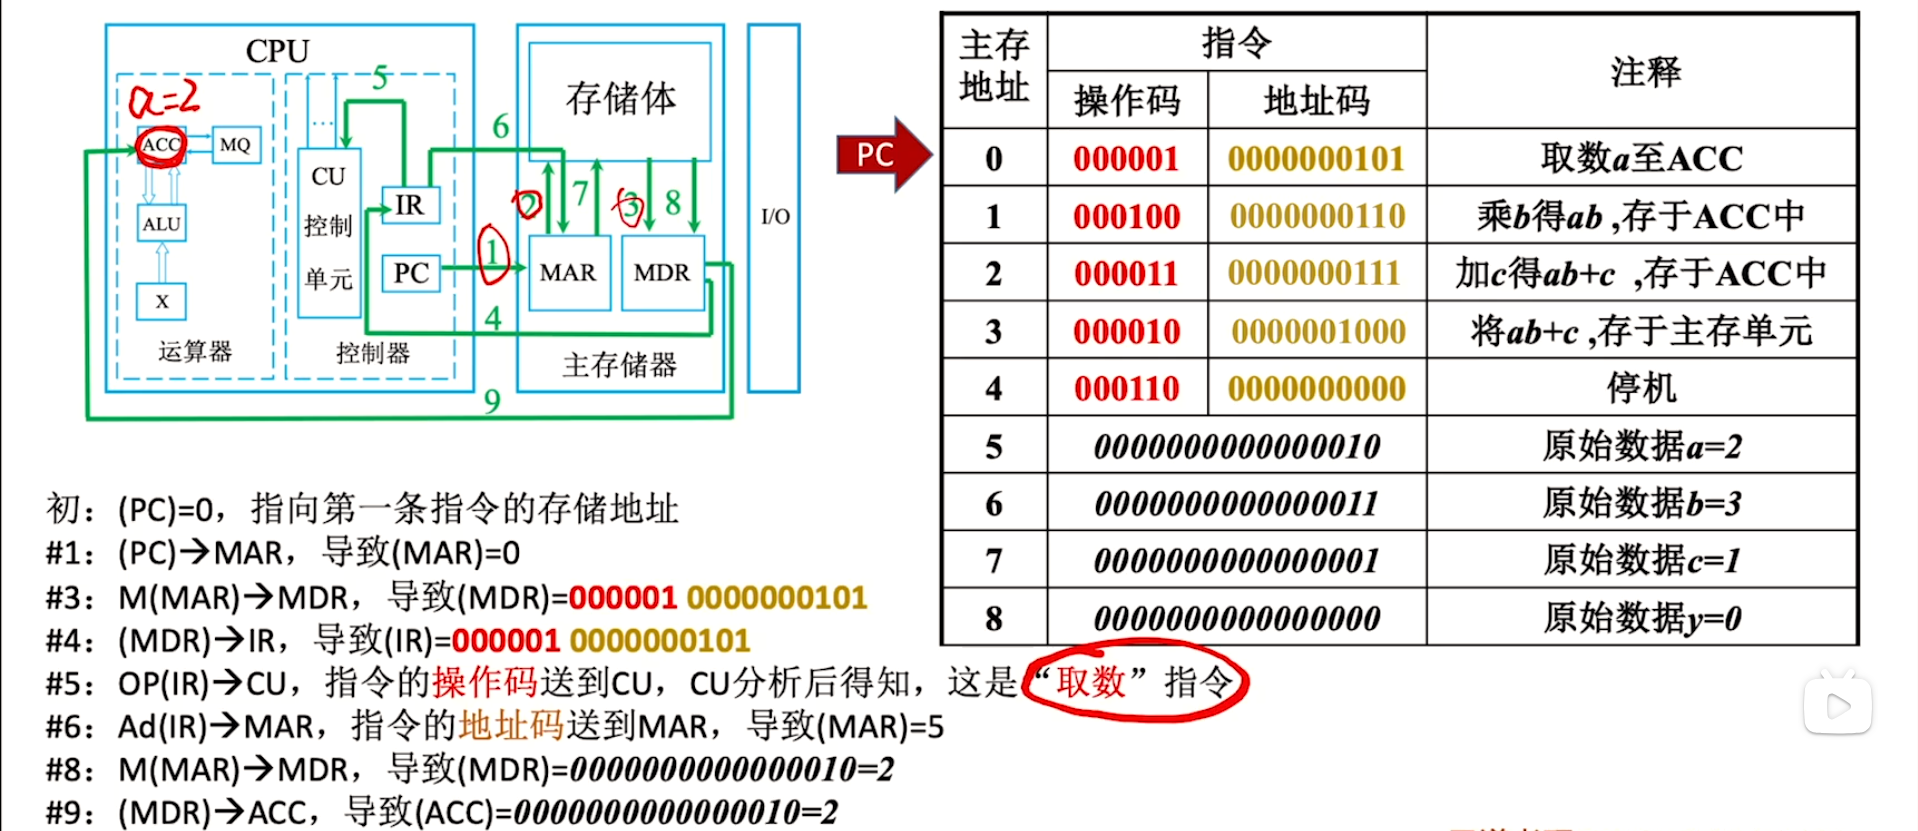 CPU
a=2
ACC
MQ
ALU
X
运算器
5
...
CU
控制
单元
IR
PC
控制器
6
1
4
9
存储体
2
7
3
8
MAR
MDR
主存储器
I/O
PC
主存地址 指令 注释
操作码 地址码
0 000001 0000000101 取数a至ACC
1 000100 0000000110 乘b得ab ,存于ACC中
2 000011 0000000111 加c得ab+c ,存于ACC中
3 000010 0000001000 将ab+c ,存于主存单元
4 000110 0000000000 停机
5 0000000000000010 原始数据a=2
6 0000000000000011 原始数据b=3
7 0000000000000001 原始数据c=1
8 0000000000000000 原始数据y=0
初：(PC)=0，指向第一条指令的存储地址
#1：(PC)→MAR，导致(MAR)=0
#3：M(MAR)→MDR，导致(MDR)=000001 0000000101
#4：(MDR)→IR，导致(IR)=000001 0000000101
#5：OP(IR)→CU，指令的操作码送到CU，CU分析后得知，这是“取数”指令
#6：Ad(IR)→MAR，指令的地址码送到MAR，导致(MAR)=5
#8：M(MAR)→MDR，导致(MDR)=0000000000000010=2
#9：(MDR)→ACC，导致(ACC)=0000000000000010=2